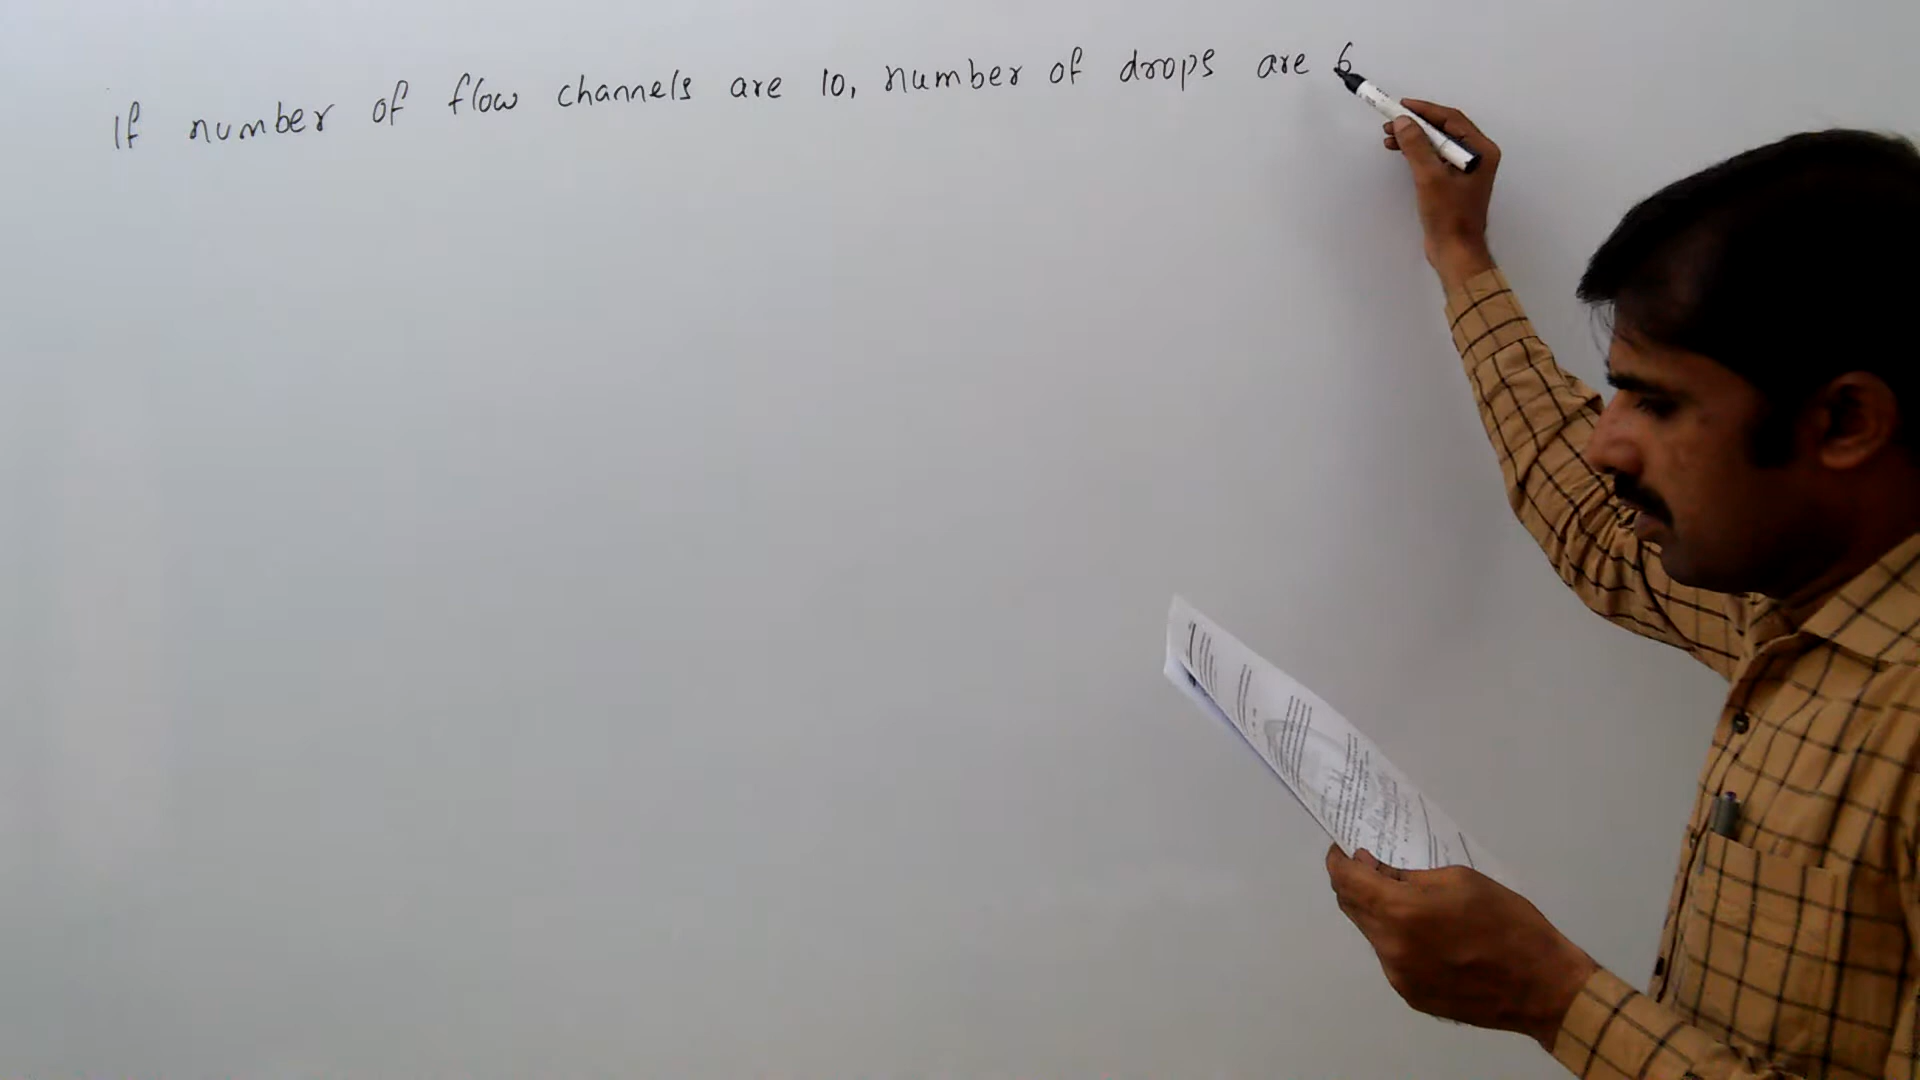 If number of flow channels are 10, number of drops are 6